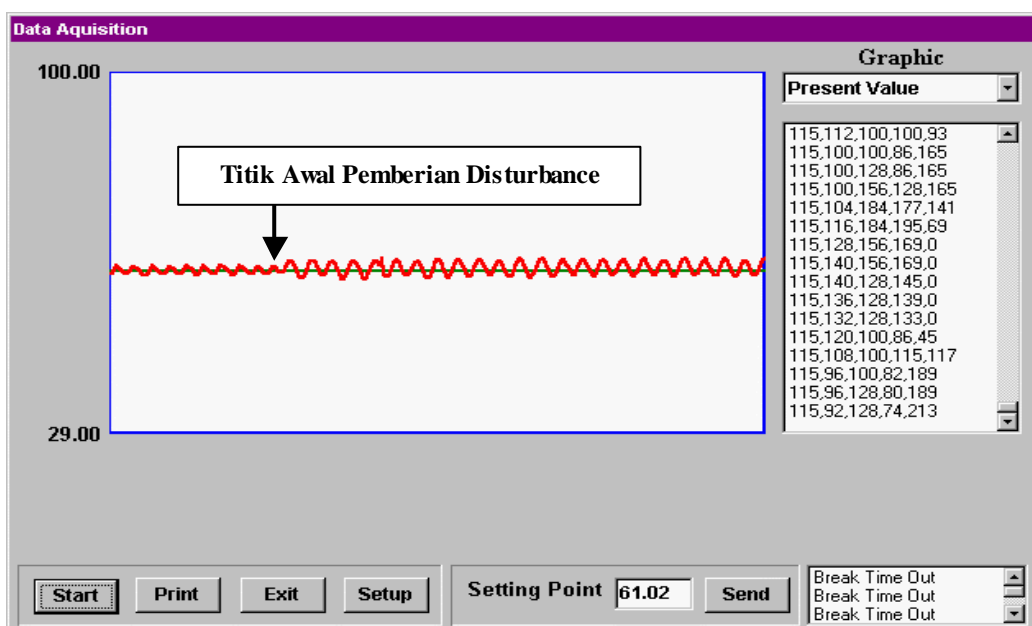 Data Aquisition
Graphic
100.00
Present Value
Titik Awal Pemberian Disturbance
115,112,100,100,93
115,100,100,86,165
115,100,128,86,165
115,100,156,128,165
115,104,184,177,141
115,116,184,195,69
115,128,156,169,0
115,140,156,169,0
115,140,128,145,0
115,136,128,139,0
115,132,128,133,0
115,120,100,86,45
115,108,100,115,117
115,96,100,82,189
115,96,128,80,189
115,92,128,74,213
29.00
Start
Print
Exit
Setup
Setting Point
61.02
Send
Break Time Out
Break Time Out
Break Time Out